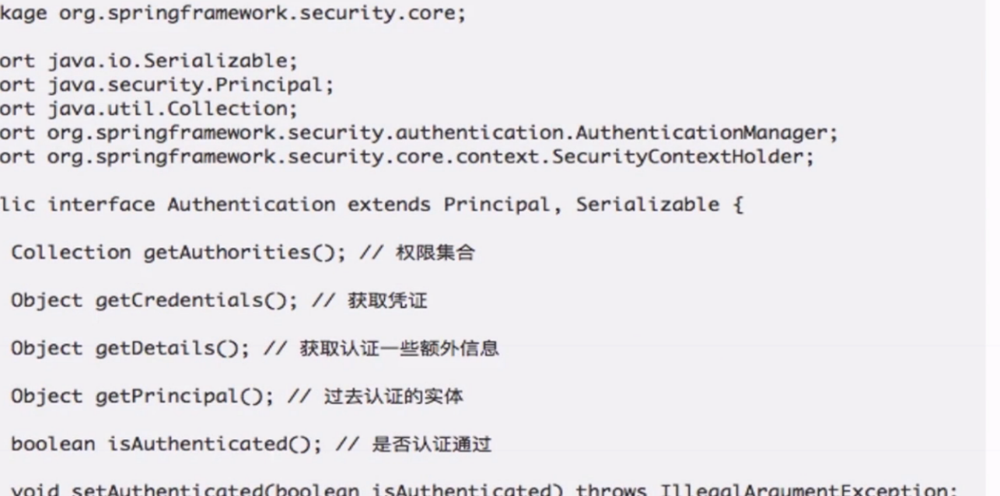 kage org.springframework.security.core;
ort java.io.Serializable;
ort java.security.Principal;
ort java.util.Collection;
ort org.springframework.security.authentication.AuthenticationManager;
ort org.springframework.security.core.context.SecurityContextHolder;
lic interface Authentication extends Principal, Serializable {
Collection getAuthorities(); // 权限集合
Object getCredentials(); // 获取凭证
Object getDetails(); // 获取认证一些额外信息
Object getPrincipal(); // 过去认证的实体
boolean isAuthenticated(); // 是否认证通过
void setAuthenticated(boolean isAuthenticated) throws IllegalArgumentException;